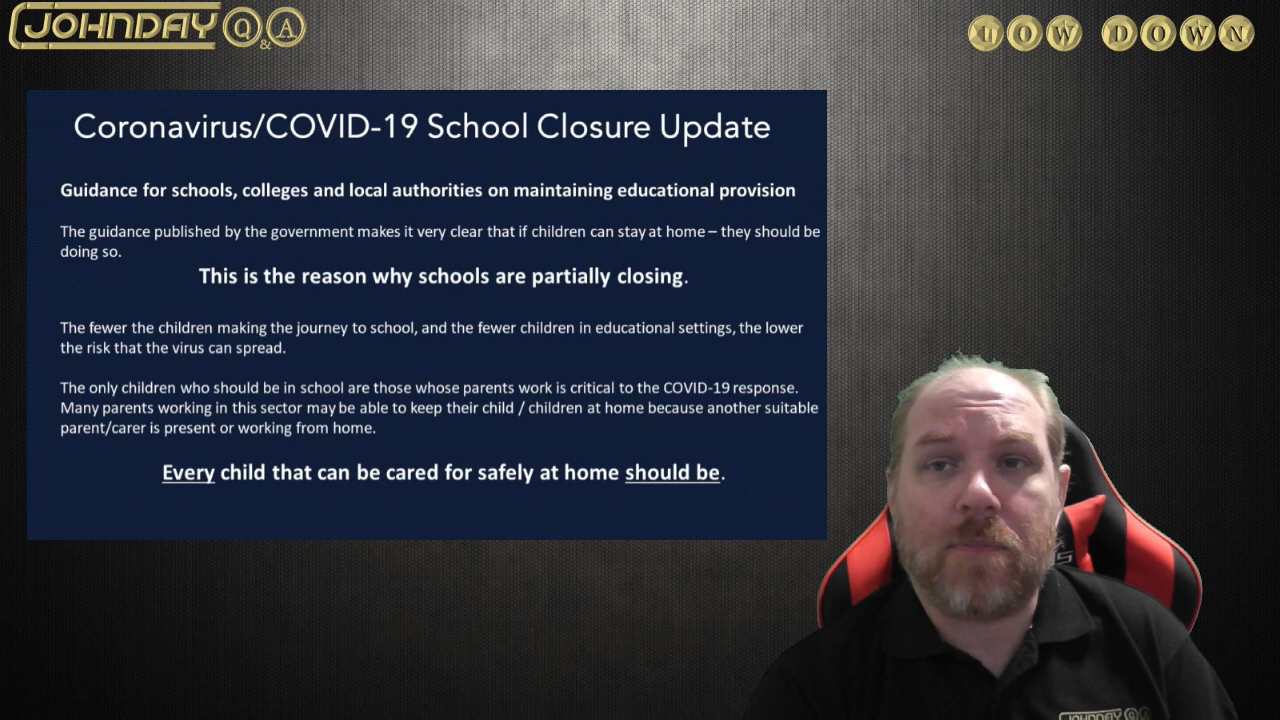 JOHNDAY Q&A
LOW DOWN
Coronavirus/COVID-19 School Closure Update
Guidance for schools, colleges and local authorities on maintaining educational provision
The guidance published by the government makes it very clear that if children can stay at home – they should be
doing so.
This is the reason why schools are partially closing.
The fewer the children making the journey to school, and the fewer children in educational settings, the lower
the risk that the virus can spread.
The only children who should be in school are those whose parents work is critical to the COVID-19 response.
Many parents working in this sector may be able to keep their child / children at home because another suitable
parent/carer is present or working from home.
Every child that can be cared for safely at home should be.
JOHNDAY Q&A